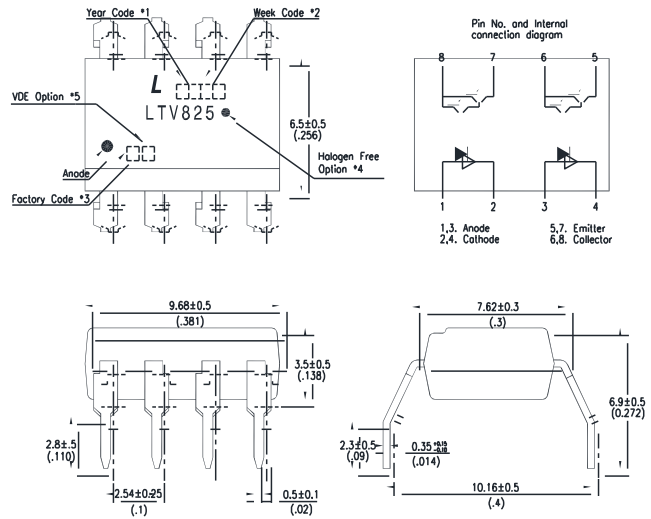 Year Code *1
Week Code *2
Pin No. and Internal
connection diagram
8
7
6
5
L
VDE Option *5
LTV825
6.5±0.5
(.256)
Halogen Free
Option *4
Anode
Factory Code *3
1
2
3
4
1,3. Anode
5,7. Emitter
2,4. Cathode
6,8. Collector
9.68±0.5
(.381)
7.62±0.3
(.3)
3.5±0.5
(.138)
6.9±0.5
(0.272)
2.8±.5
(.110)
2.3±0.5
(.09)
0.35 +0.15 -0.10
(.014)
2.54±0.25
(.1)
0.5±0.1
(.02)
10.16±0.5
(.4)